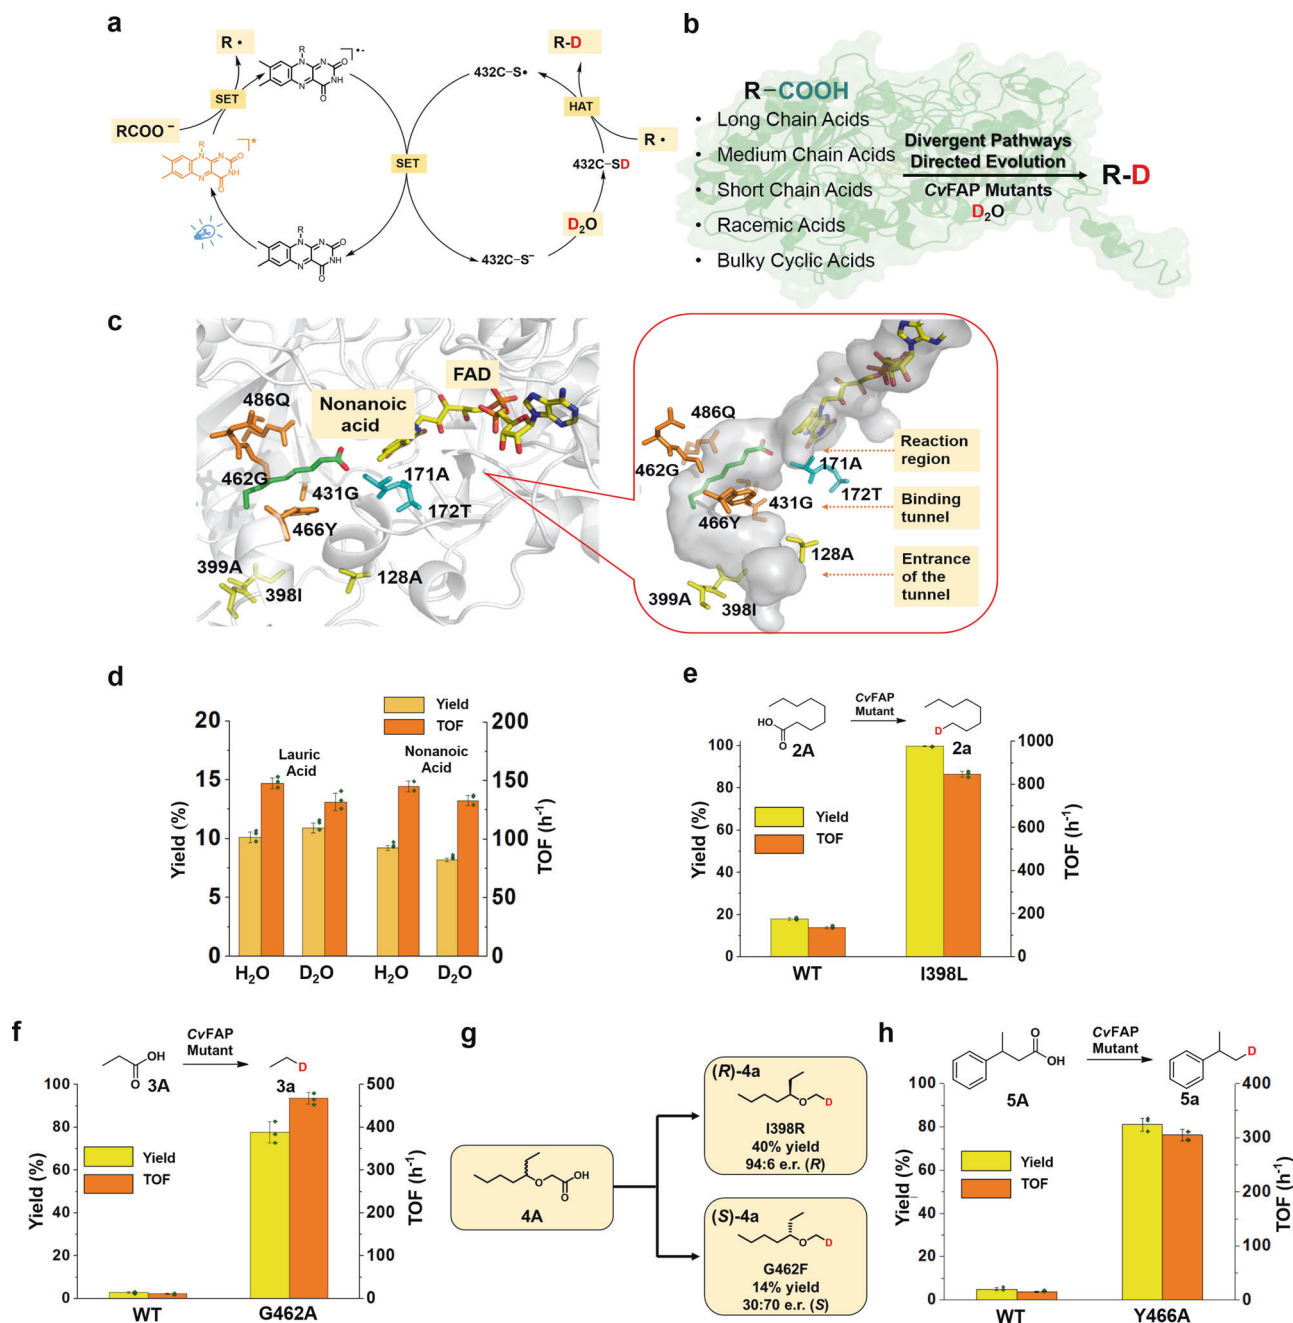 a
R•
R
]•-
N
N
O
NH
N
O
SET
RCOO⁻
R
]*
N
N
O
NH
N
O
R
N
N
O
NH
N
O
SET
R-D
432C–S•
HAT
R•
432C–SD
D₂O
432C–S⁻
b
R–COOH
• Long Chain Acids
• Medium Chain Acids
• Short Chain Acids
• Racemic Acids
• Bulky Cyclic Acids
Divergent Pathways
Directed Evolution
CvFAP Mutants
D₂O
R-D
c
FAD
Nonanoic
acid
486Q
462G
431G
171A
172T
466Y
399A
398I
128A
486Q
462G
466Y
431G
171A
172T
128A
399A
398I
Reaction
region
Binding
tunnel
Entrance
of the
tunnel
d
Yield
TOF
Lauric
Acid
Nonanoic
Acid
Yield (%)
20
15
10
5
0
TOF (h⁻¹)
200
150
100
50
0
H₂O
D₂O
H₂O
D₂O
e
HO
O
2A
CvFAP
Mutant
D
2a
Yield
TOF
Yield (%)
100
80
60
40
20
0
TOF (h⁻¹)
1000
800
600
400
200
0
WT
I398L
f
OH
O
3A
CvFAP
Mutant
D
3a
Yield
TOF
Yield (%)
100
80
60
40
20
0
TOF (h⁻¹)
500
400
300
200
100
0
WT
G462A
g
O
OH
O
4A
(R)-4a
O
D
I398R
40% yield
94:6 e.r. (R)
(S)-4a
O
D
G462F
14% yield
30:70 e.r. (S)
h
O
OH
5A
CvFAP
Mutant
D
5a
Yield
TOF
Yield (%)
100
80
60
40
20
0
TOF (h⁻¹)
400
300
200
100
0
WT
Y466A